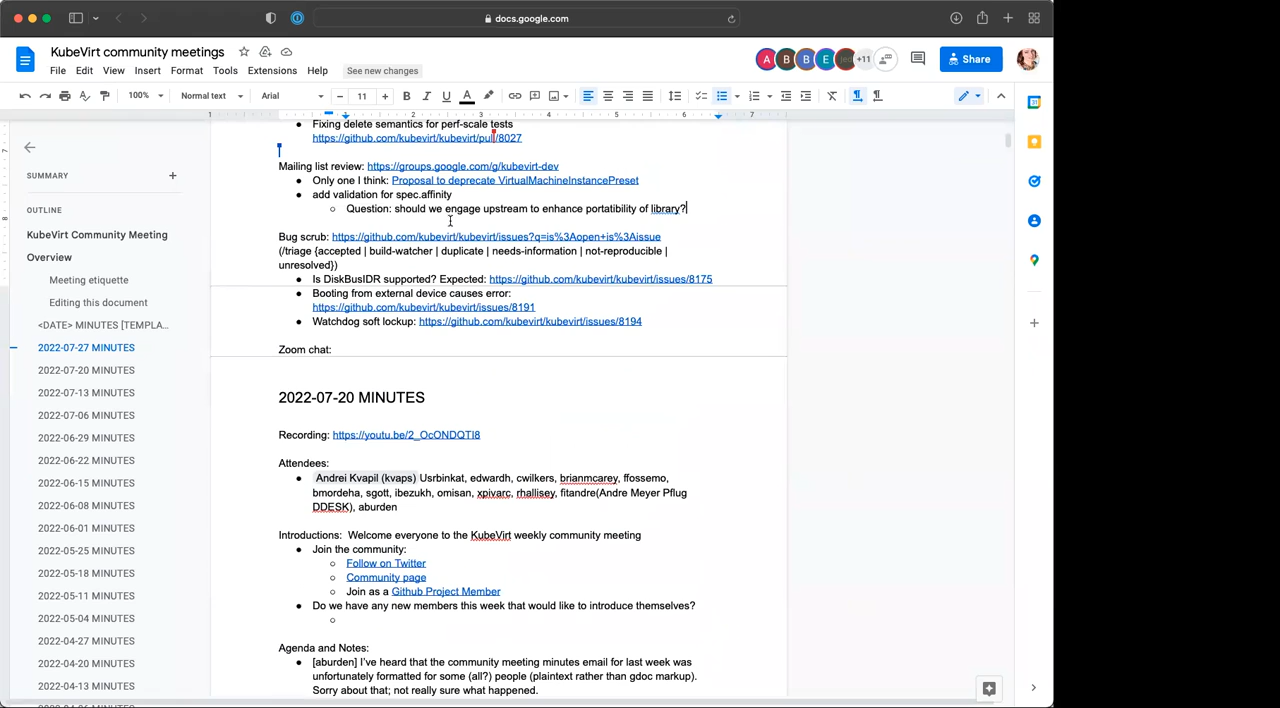 docs.google.com
KubeVirt community meetings
A B B E jed +11
Share
File Edit View Insert Format Tools Extensions Help See new changes
100% Normal text Arial 11 B I U A
1 1 2 3 4 5 6 7
SUMMARY
OUTLINE
KubeVirt Community Meeting
Overview
Meeting etiquette
Editing this document
<DATE> MINUTES [TEMPLA...
2022-07-27 MINUTES
2022-07-20 MINUTES
2022-07-13 MINUTES
2022-07-06 MINUTES
2022-06-29 MINUTES
2022-06-22 MINUTES
2022-06-15 MINUTES
2022-06-08 MINUTES
2022-06-01 MINUTES
2022-05-25 MINUTES
2022-05-18 MINUTES
2022-05-11 MINUTES
2022-05-04 MINUTES
2022-04-27 MINUTES
2022-04-20 MINUTES
2022-04-13 MINUTES
2022-04-06 MINUTES
Fixing delete semantics for perf-scale tests
https://github.com/kubevirt/kubevirt/pull/8027
Mailing list review: https://groups.google.com/g/kubevirt-dev
Only one I think: Proposal to deprecate VirtualMachineInstancePreset
add validation for spec.affinity
Question: should we engage upstream to enhance portatibility of library?
Bug scrub: https://github.com/kubevirt/kubevirt/issues?q=is%3Aopen+is%3Aissue
(/triage {accepted | build-watcher | duplicate | needs-information | not-reproducible |
unresolved})
Is DiskBusIDR supported? Expected: https://github.com/kubevirt/kubevirt/issues/8175
Booting from external device causes error:
https://github.com/kubevirt/kubevirt/issues/8191
Watchdog soft lockup: https://github.com/kubevirt/kubevirt/issues/8194
Zoom chat:
2022-07-20 MINUTES
Recording: https://youtu.be/2_OcONDQTI8
Attendees:
Andrei Kvapil (kvaps) Usrbinkat, edwardh, cwilkers, brianmcarey, ffossemo,
bmordeha, sgott, ibezukh, omisan, xpivarc, rhallisey, fitandre(Andre Meyer Pflug
DDESK), aburden
Introductions: Welcome everyone to the KubeVirt weekly community meeting
Join the community:
Follow on Twitter
Community page
Join as a Github Project Member
Do we have any new members this week that would like to introduce themselves?
Agenda and Notes:
[aburden] I've heard that the community meeting minutes email for last week was
unfortunately formatted for some (all?) people (plaintext rather than gdoc markup).
Sorry about that; not really sure what happened.